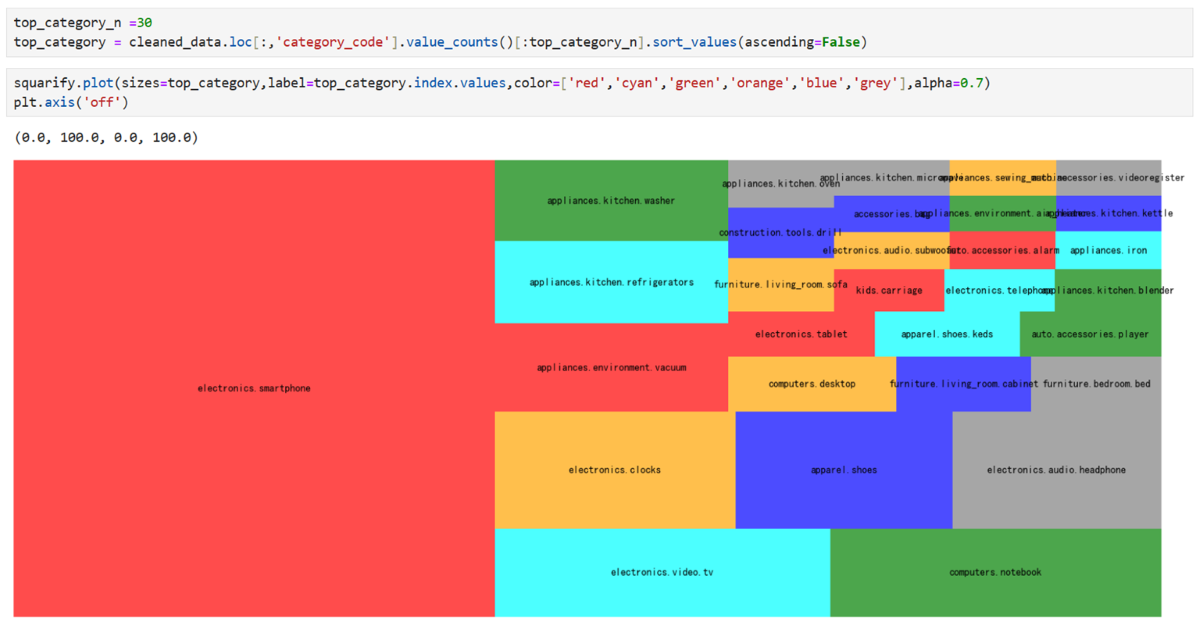 top_category_n =30
top_category = cleaned_data.loc[:,'category_code'].value_counts()[:top_category_n].sort_values(ascending=False)
squarify.plot(sizes=top_category,label=top_category.index.values,color=['red','cyan','green','orange','blue','grey'],alpha=0.7)
plt.axis('off')
(0.0, 100.0, 0.0, 100.0)
appliances.kitchen.oven
appliances.kitchen.microwave
appliances.sewing_machine
auto.accessories.videoregister
appliances.kitchen.washer
accessories.bag
appliances.environment.air_heater
appliances.kitchen.kettle
construction.tools.drill
electronics.audio.subwoofer
auto.accessories.alarm
appliances.iron
appliances.kitchen.refrigerators
furniture.living_room.sofa
kids.carriage
electronics.telephone
appliances.kitchen.blender
electronics.tablet
apparel.shoes.keds
auto.accessories.player
appliances.environment.vacuum
electronics.smartphone
computers.desktop
furniture.living_room.cabinet
furniture.bedroom.bed
electronics.clocks
apparel.shoes
electronics.audio.headphone
electronics.video.tv
computers.notebook